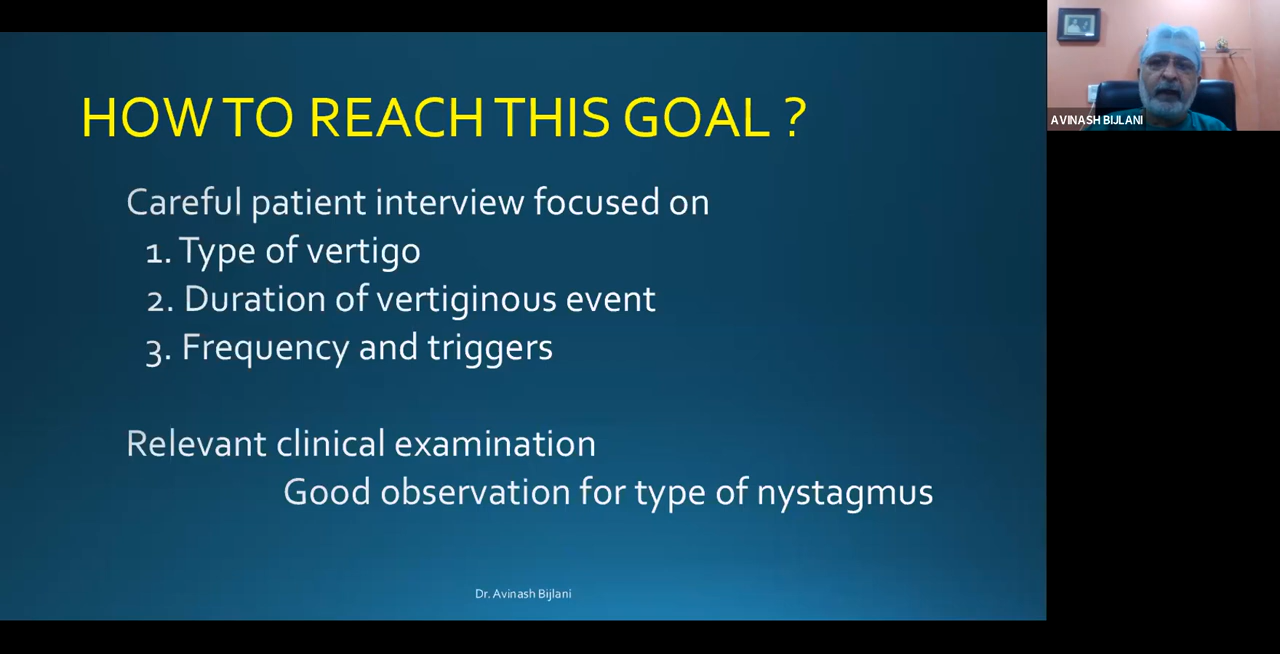 HOW TO REACH THIS GOAL ?
Careful patient interview focused on
1. Type of vertigo
2. Duration of vertiginous event
3. Frequency and triggers
Relevant clinical examination
Good observation for type of nystagmus
Dr. Avinash Bijlani
AVINASH BIJLANI